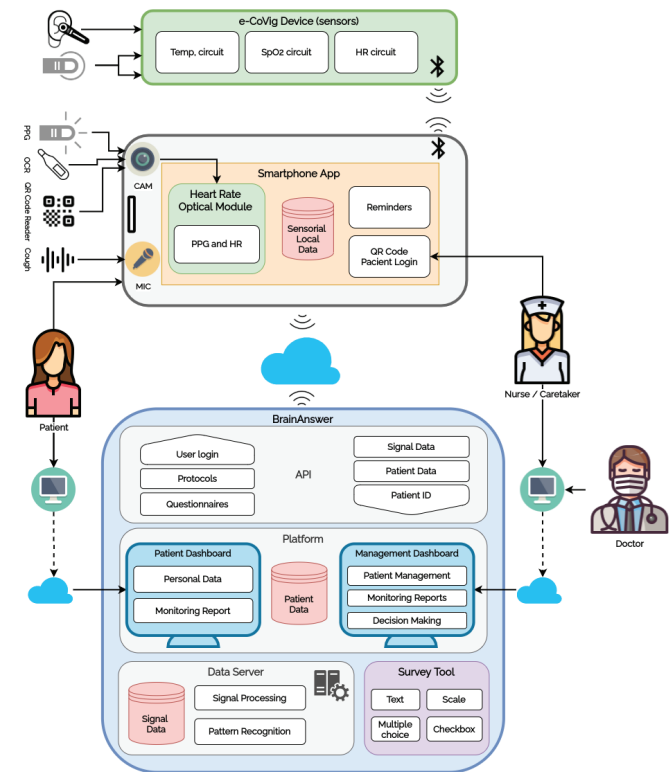 e-CoVig Device (sensors)
Temp, circuit
SpO2 circuit
HR circuit
PPG
OCR
QR Code Reader
Cough
CAM
MIC
Smartphone App
Heart Rate
Optical Module
PPG and HR
Sensorial
Local
Data
Reminders
QR Code
Pacient Login
Patient
Nurse / Caretaker
Doctor
BrainAnswer
User login
Protocols
Questionnaires
API
Signal Data
Patient Data
Patient ID
Platform
Patient Dashboard
Personal Data
Monitoring Report
Patient
Data
Management Dashboard
Patient Management
Monitoring Reports
Decision Making
Data Server
Signal
Data
Signal Processing
Pattern Recognition
Survey Tool
Text
Scale
Multiple
choice
Checkbox